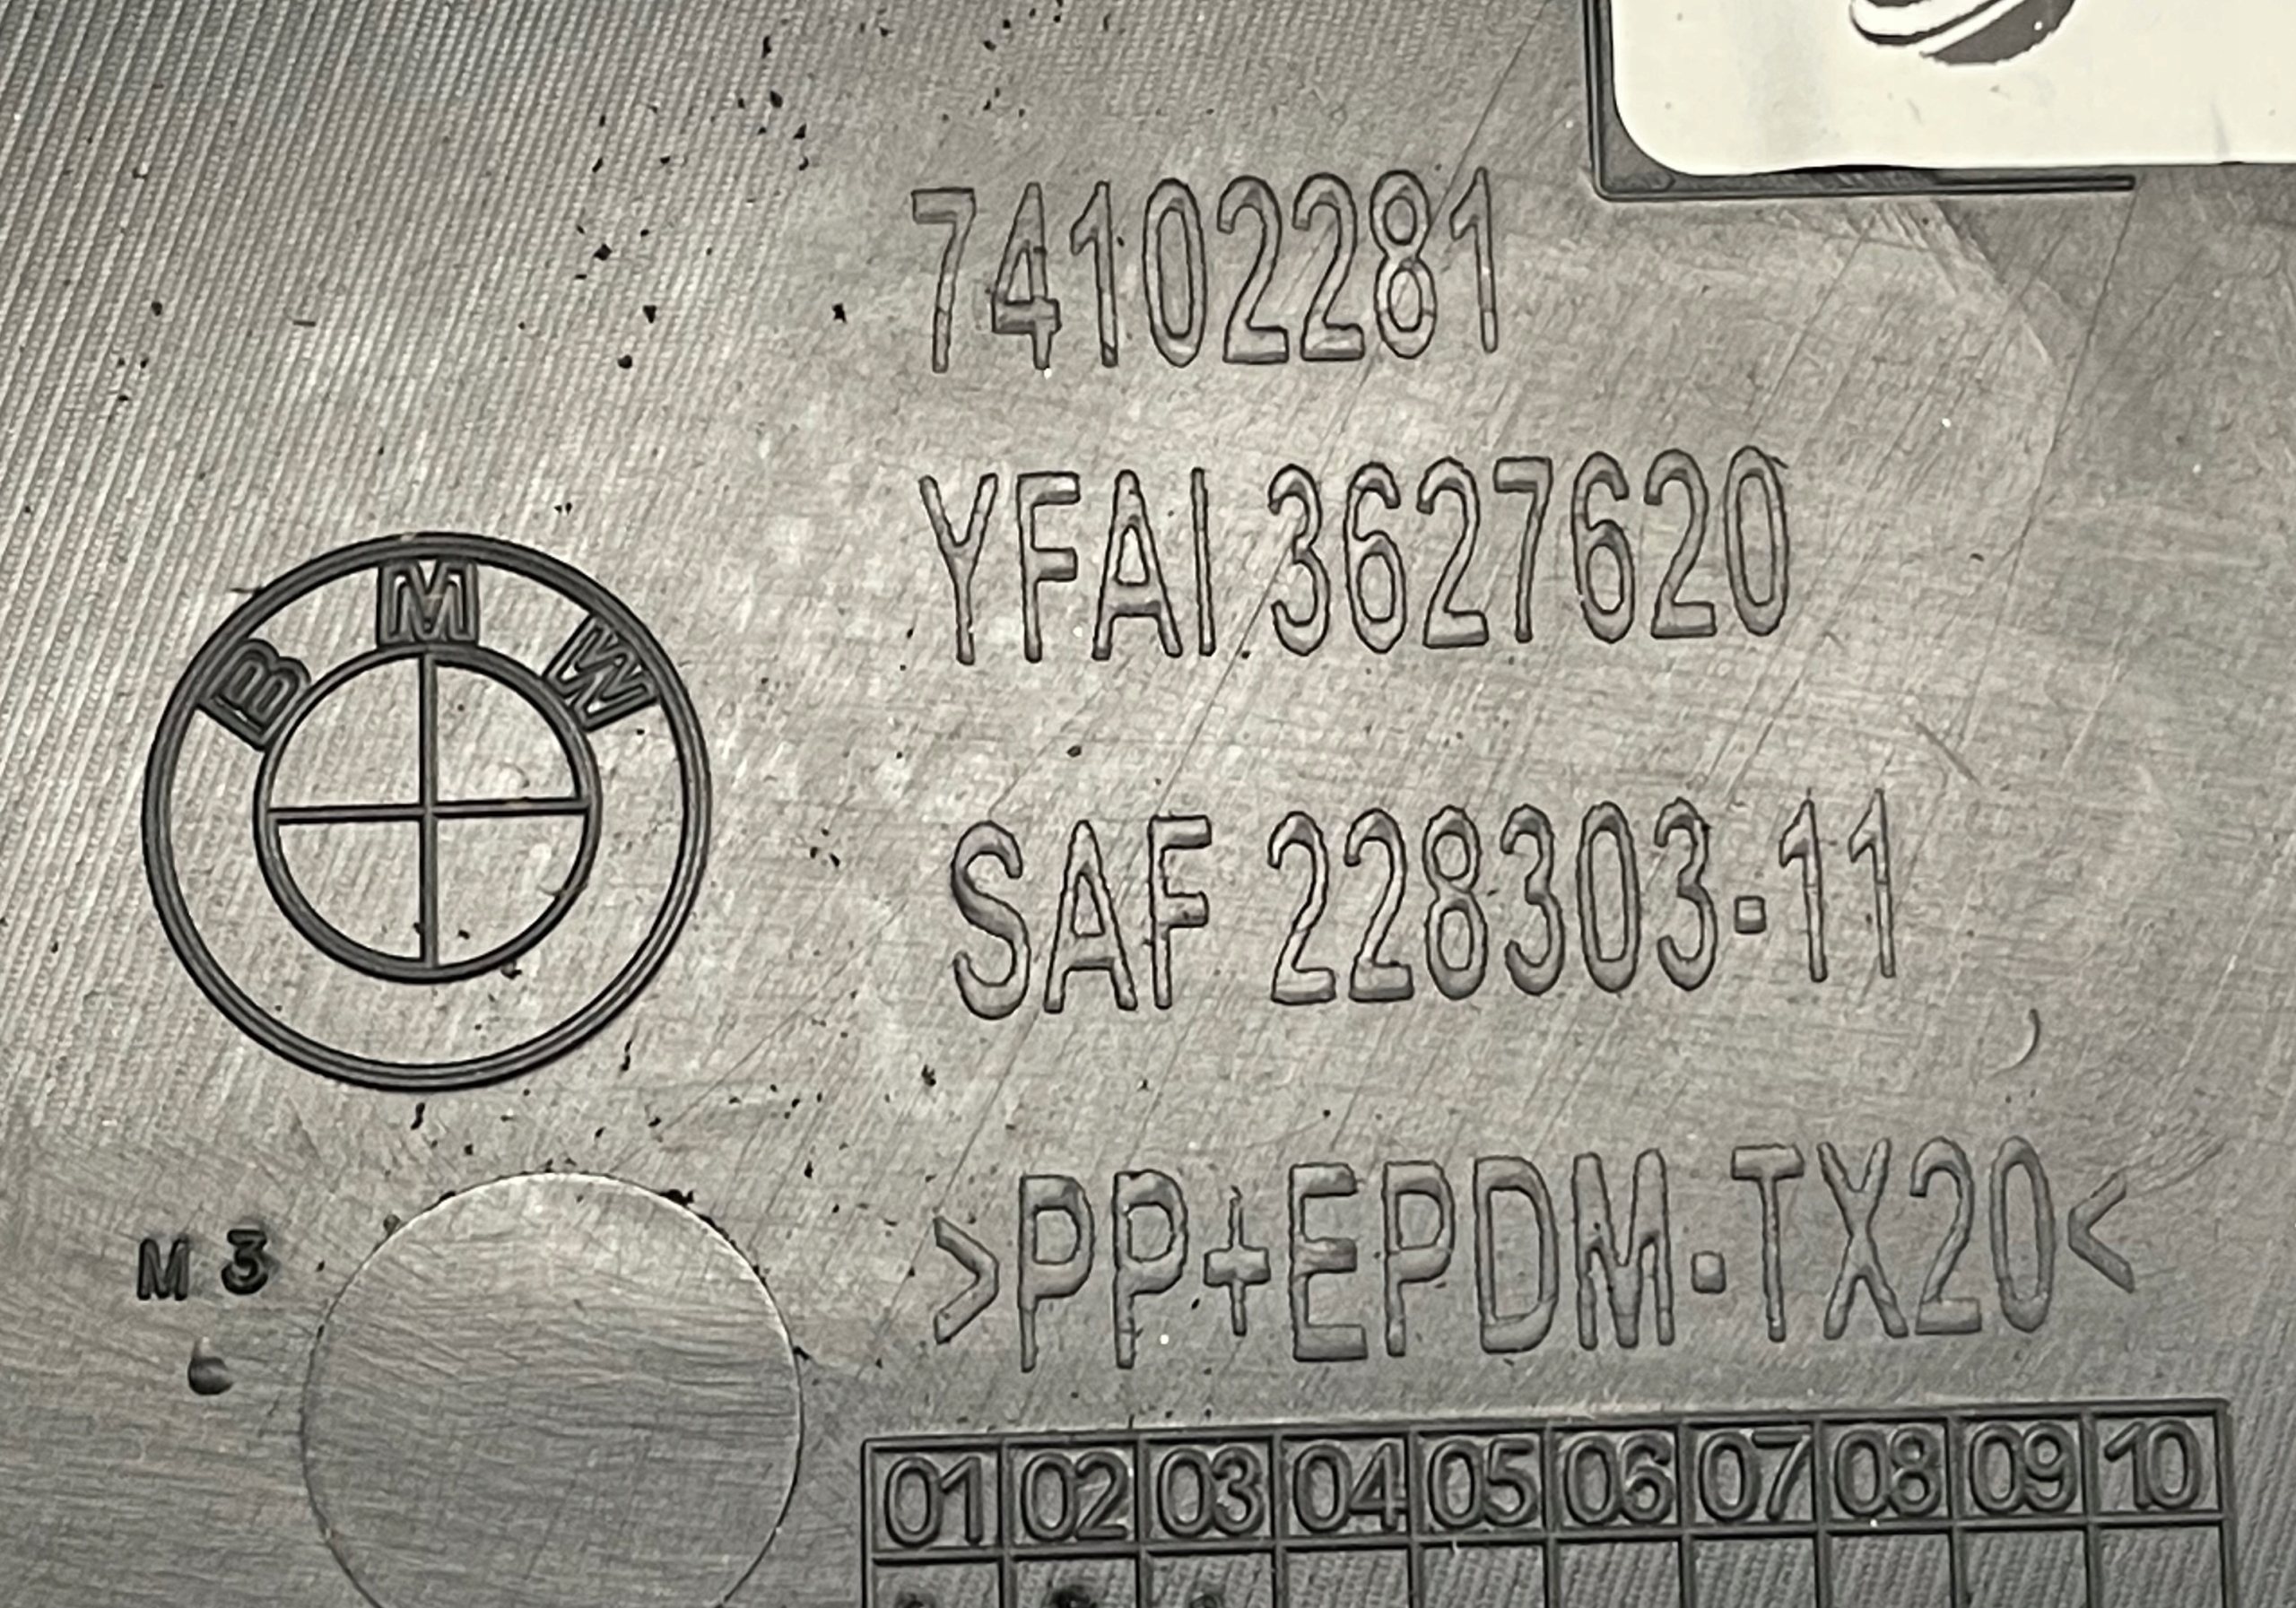 74102281
YFAI 3627620
BMW
SAF 228303-11
>PP+EPDM-TX20<
M 3
01 02 03 04 05 06 07 08 09 10